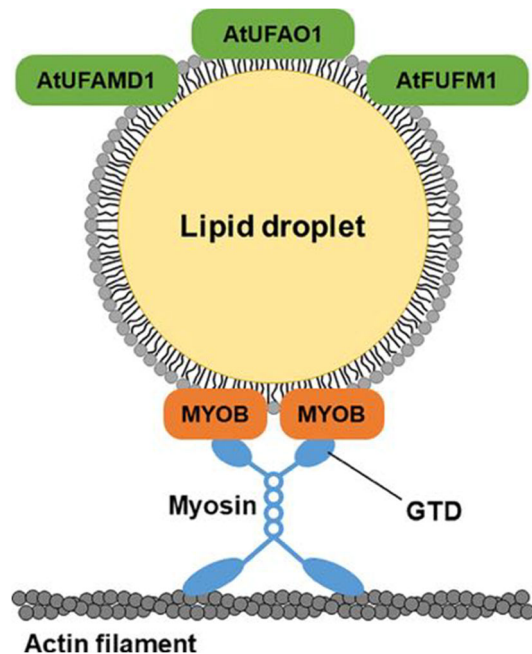 AtUFAO1
AtUFAMD1
AtFUFM1
Lipid droplet
MYOB
MYOB
Myosin
GTD
Actin filament